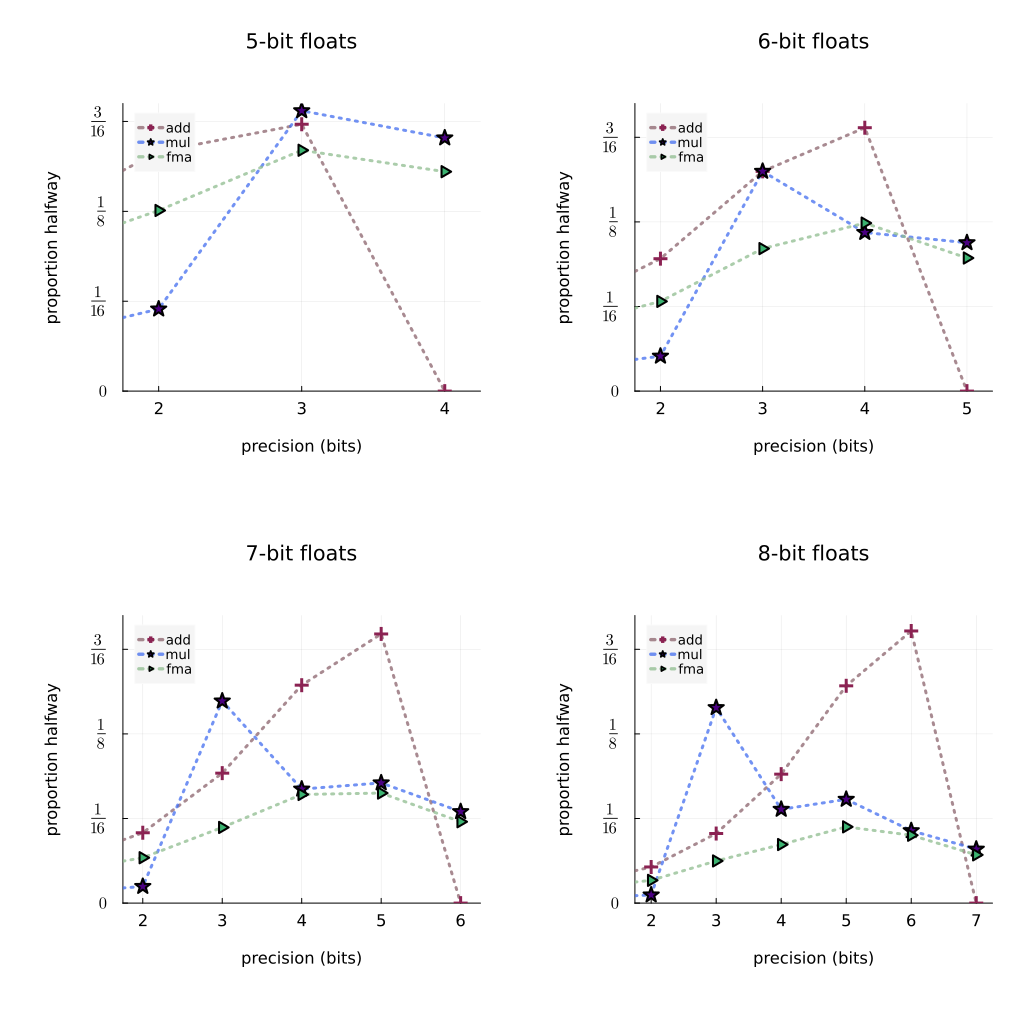 5-bit floats
proportion halfway
3/16
1/8
1/16
0
add
mul
fma
2 3 4
precision (bits)
6-bit floats
proportion halfway
3/16
1/8
1/16
0
add
mul
fma
2 3 4 5
precision (bits)
7-bit floats
proportion halfway
3/16
1/8
1/16
0
add
mul
fma
2 3 4 5 6
precision (bits)
8-bit floats
proportion halfway
3/16
1/8
1/16
0
add
mul
fma
2 3 4 5 6 7
precision (bits)